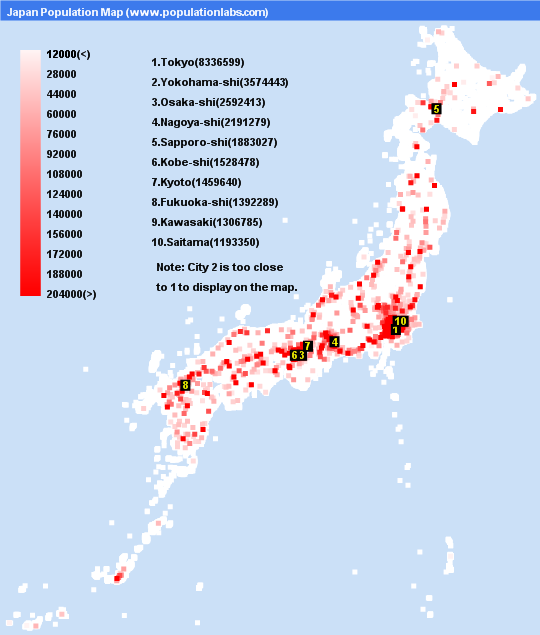 Japan Population Map (www.populationlabs.com)
12000(<)
28000
44000
60000
76000
92000
108000
124000
140000
156000
172000
188000
204000(>)
1.Tokyo(8336599)
2.Yokohama-shi(3574443)
3.Osaka-shi(2592413)
4.Nagoya-shi(2191279)
5.Sapporo-shi(1883027)
6.Kobe-shi(1528478)
7.Kyoto(1459640)
8.Fukuoka-shi(1392289)
9.Kawasaki(1306785)
10.Saitama(1193350)
Note: City 2 is too close
to 1 to display on the map.
5
10
1
4
7
6 3
8